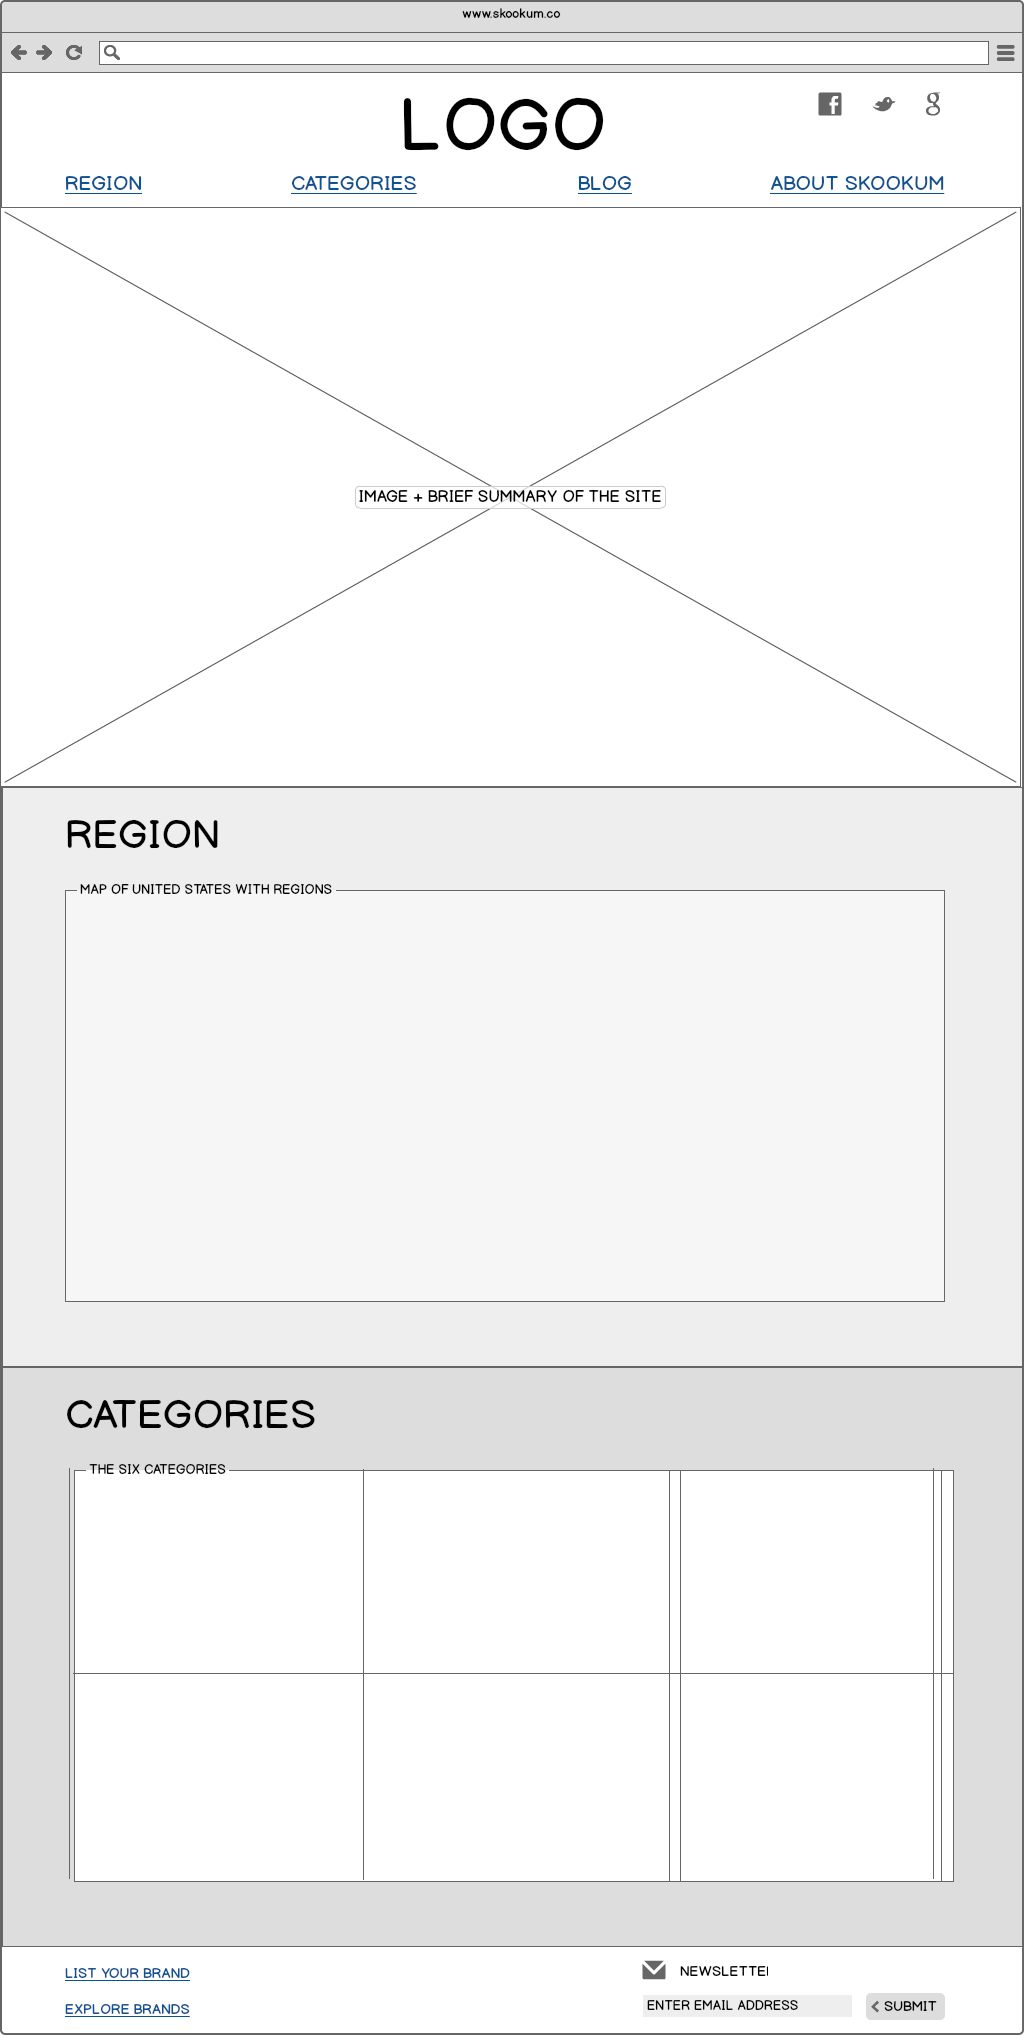 www.skookum.co
LOGO
REGION CATEGORIES BLOG ABOUT SKOOKUM
IMAGE + BRIEF SUMMARY OF THE SITE
REGION
MAP OF UNITED STATES WITH REGIONS
CATEGORIES
THE SIX CATEGORIES
LIST YOUR BRAND
NEWSLETTE
EXPLORE BRANDS
ENTER EMAIL ADDRESS
SUBMIT